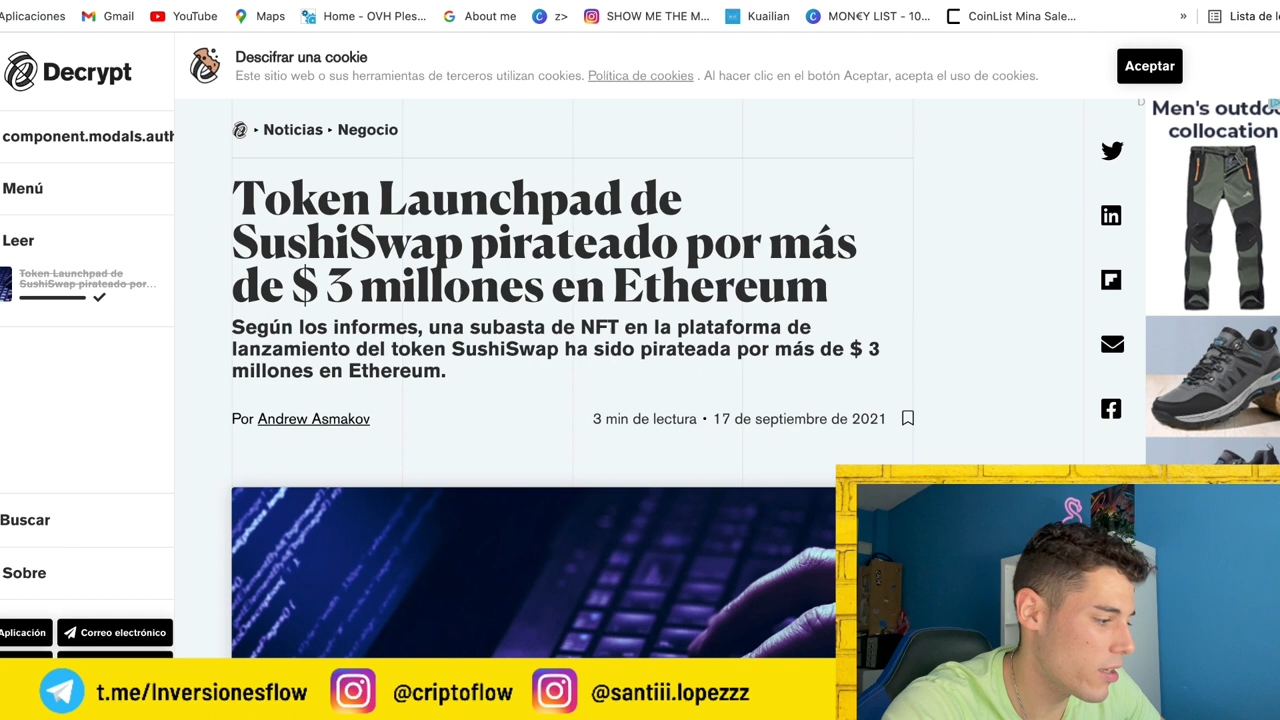 Aplicaciones
Gmail
YouTube
Maps
Home - OVH Ples...
About me
z>
SHOW ME THE M...
Kuailian
MON€Y LIST - 10...
CoinList Mina Sale...
»
Lista de l
Decrypt
Descifrar una cookie
Este sitio web o sus herramientas de terceros utilizan cookies. Política de cookies . Al hacer clic en el botón Aceptar, acepta el uso de cookies.
Aceptar
component.modals.auth
Menú
Leer
Token Launchpad de
SushiSwap pirateado por...
Buscar
Sobre
Aplicación
Correo electrónico
Noticias ▸ Negocio
Token Launchpad de
SushiSwap pirateado por más
de $ 3 millones en Ethereum
Según los informes, una subasta de NFT en la plataforma de
lanzamiento del token SushiSwap ha sido pirateada por más de $ 3
millones en Ethereum.
Por Andrew Asmakov
3 min de lectura • 17 de septiembre de 2021
Men's outdo
collocation
t.me/Inversionesflow
@criptoflow
@santiii.lopezzz